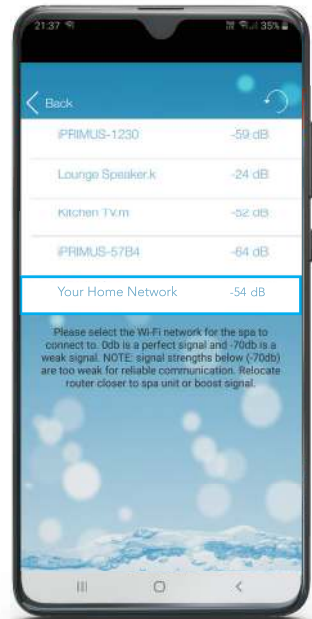 21:37 35%
Back
iPRIMUS-1230 -59 dB
Lounge Speaker.k -24 dB
Kitchen TV.m -52 dB
iPRIMUS-57B4 -64 dB
Your Home Network -54 dB
Please select the Wi-Fi network for the spa to
connect to. 0db is a perfect signal and -70db is a
weak signal. NOTE: signal strengths below (-70db)
are too weak for reliable communication. Relocate
router closer to spa unit or boost signal.